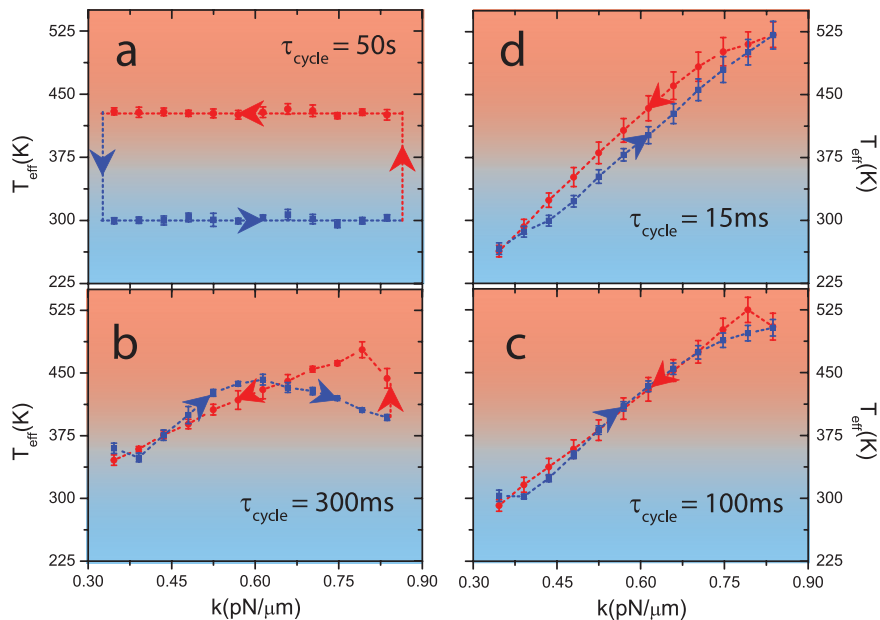 a
τcycle = 50s
525
450
375
300
225
Teff(K)
d
τcycle = 15ms
525
450
375
300
225
Teff(K)
b
τcycle = 300ms
525
450
375
300
225
Teff(K)
0.30 0.45 0.60 0.75 0.90
k(pN/μm)
c
τcycle = 100ms
525
450
375
300
225
Teff(K)
0.45 0.60 0.75 0.90
k(pN/μm)